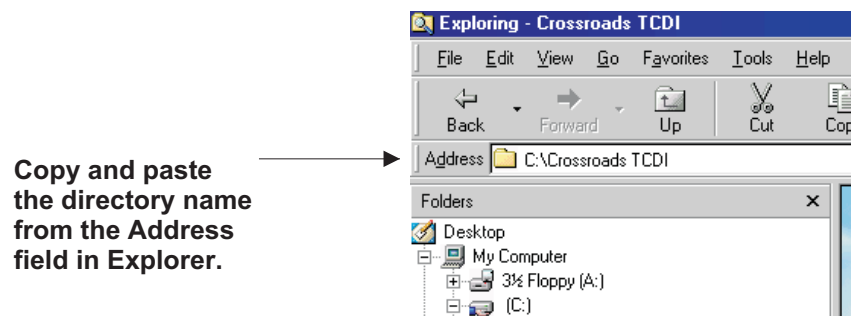 Exploring - Crossroads TCDI
File Edit View Go Favorites Tools Help
Back Forward Up Cut
Address C:\Crossroads TCDI
Copy and paste
the directory name
from the Address
field in Explorer.
Folders x
Desktop
My Computer
3½ Floppy (A:)
(C:)